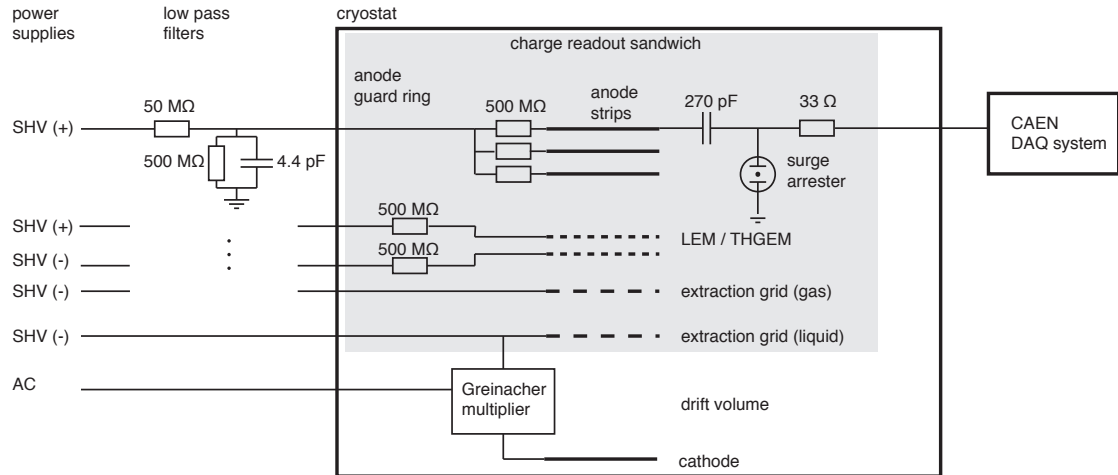 power
supplies
low pass
filters
cryostat
charge readout sandwich
anode
guard ring
50 MΩ
500 MΩ
anode
strips
270 pF
33 Ω
SHV (+)
CAEN
DAQ system
500 MΩ
4.4 pF
surge
arrester
SHV (+)
500 MΩ
LEM / THGEM
SHV (-)
500 MΩ
SHV (-)
extraction grid (gas)
SHV (-)
extraction grid (liquid)
AC
Greinacher
multiplier
drift volume
cathode